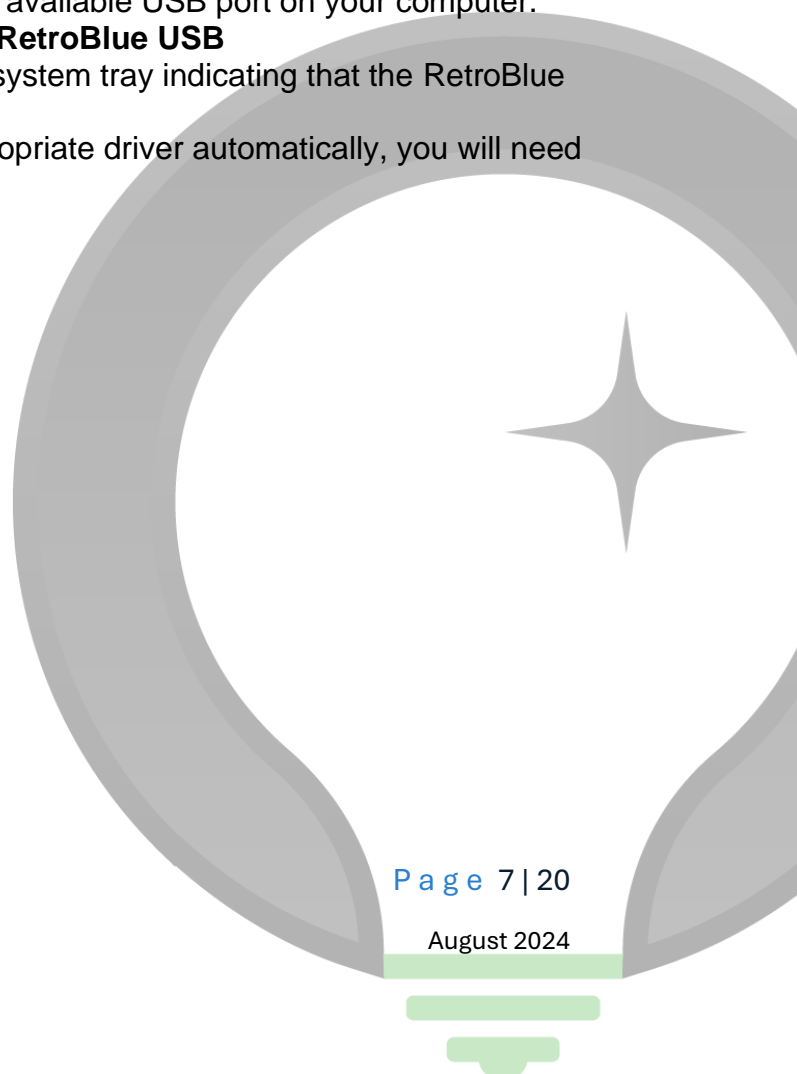 available USB port on your computer.
RetroBlue USB
system tray indicating that the RetroBlue
opriate driver automatically, you will need
Page 7 | 20
August 2024